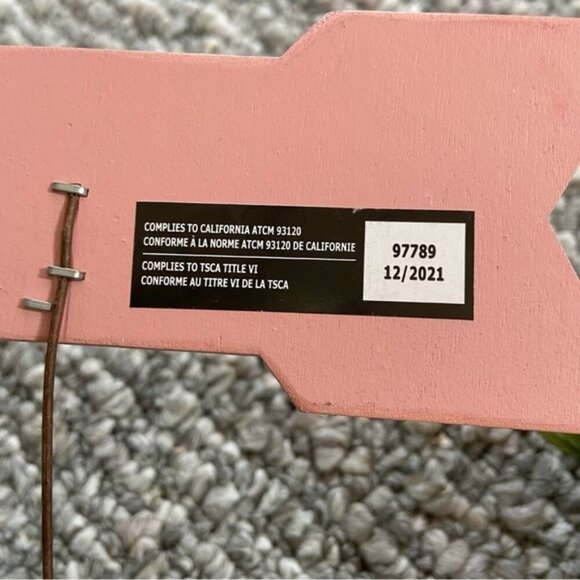 COMPLIES TO CALIFORNIA ATCM 93120
CONFORME À LA NORME ATCM 93120 DE CALIFORNIE
COMPLIES TO TSCA TITLE VI
CONFORME AU TITRE VI DE LA TSCA
97789
12/2021